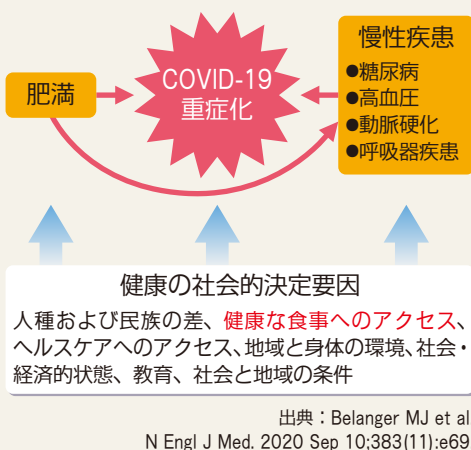 肥満
COVID-19
重症化
慢性疾患
●糖尿病
●高血圧
●動脈硬化
●呼吸器疾患
健康の社会的決定要因
人種および民族の差、健康な食事へのアクセス、
ヘルスケアへのアクセス、地域と身体の環境、社会・
経済的状態、教育、社会と地域の条件
出典：Belanger MJ et al
N Engl J Med. 2020 Sep 10;383(11):e69